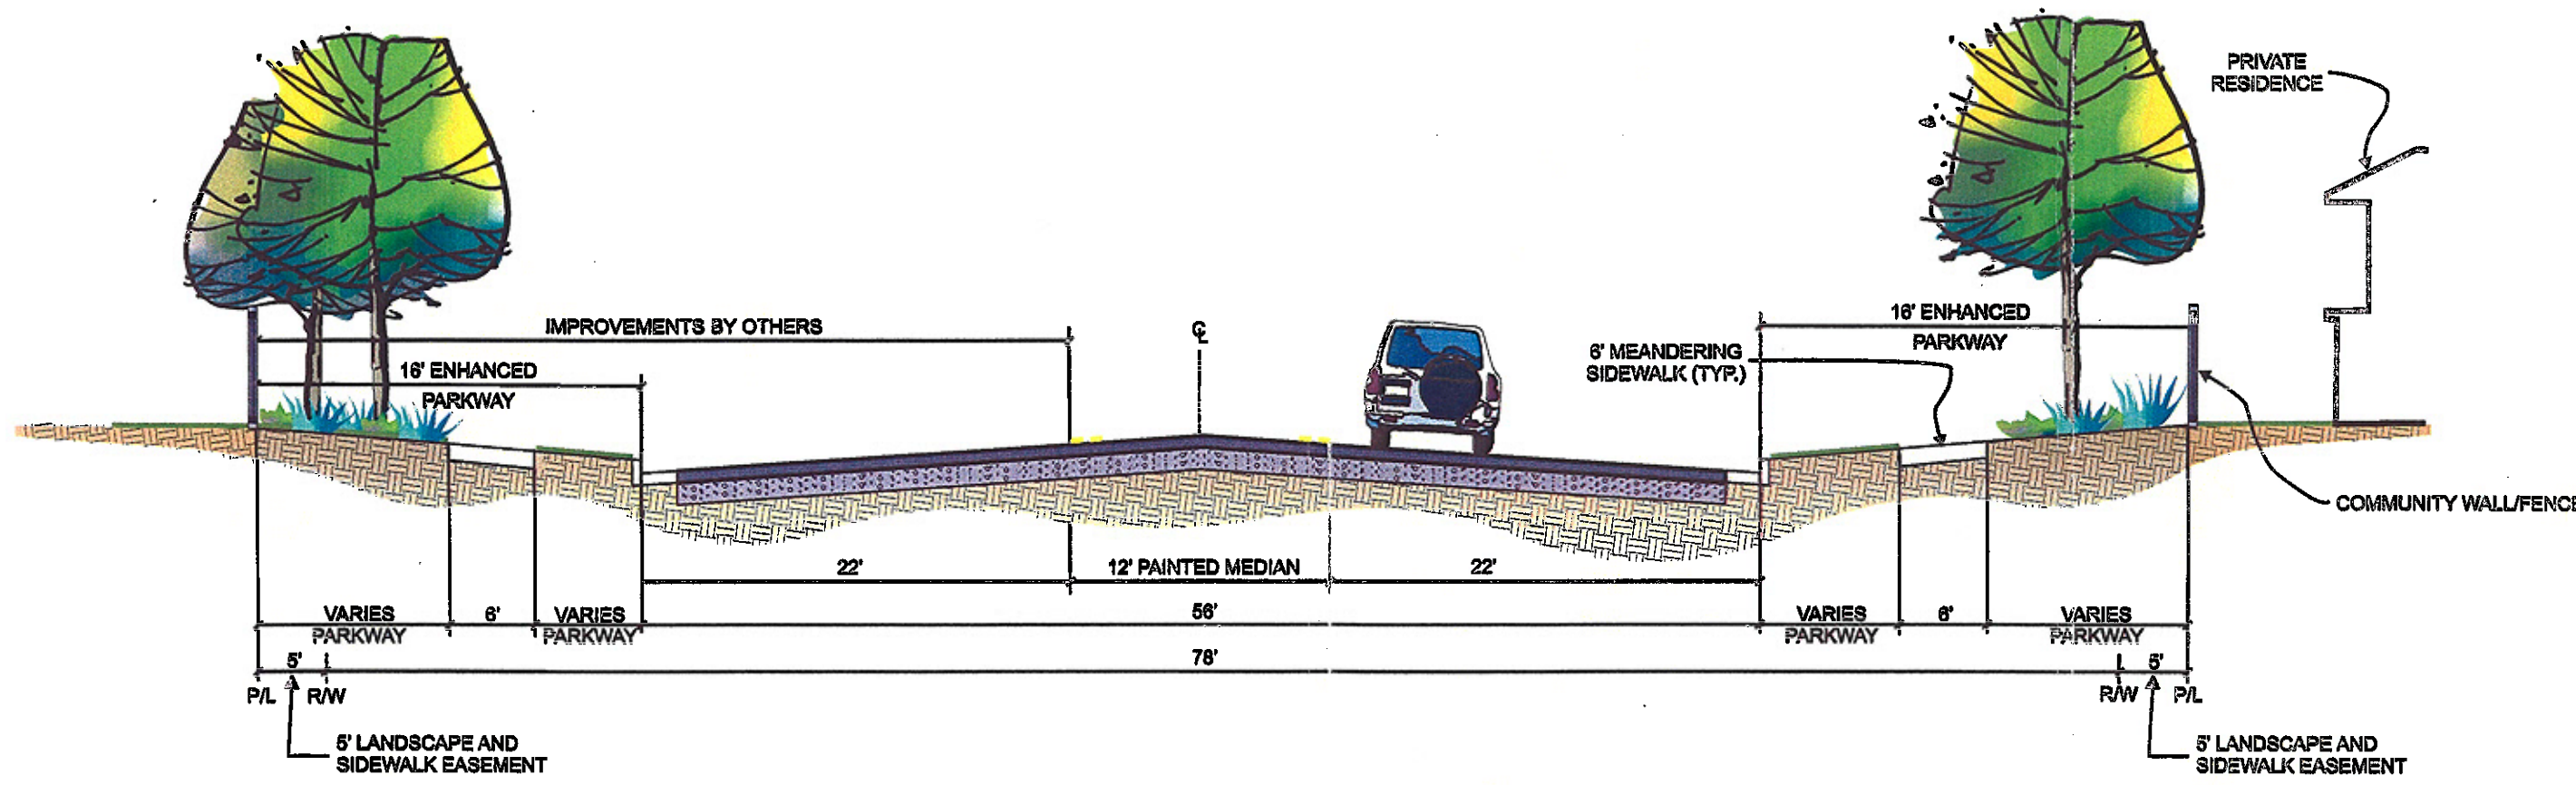 PRIVATE
RESIDENCE
IMPROVEMENTS BY OTHERS
℄
16' ENHANCED
PARKWAY
16' ENHANCED
PARKWAY
6' MEANDERING
SIDEWALK (TYP.)
COMMUNITY WALL/FENCE
22'
12' PAINTED MEDIAN
22'
VARIES
PARKWAY
6'
VARIES
PARKWAY
56'
VARIES
PARKWAY
6'
VARIES
PARKWAY
5'
78'
5'
P/L
R/W
R/W
P/L
5' LANDSCAPE AND
SIDEWALK EASEMENT
5' LANDSCAPE AND
SIDEWALK EASEMENT